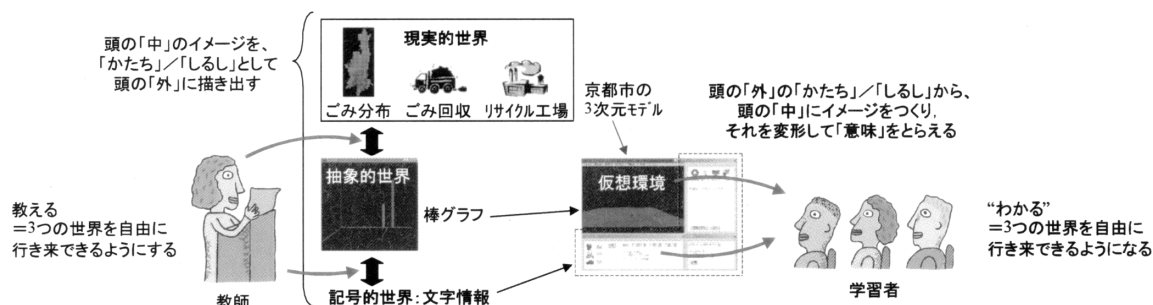 頭の「中」のイメージを、
「かたち」/「しるし」として
頭の「外」に描き出す
現実的世界
ごみ分布 ごみ回収 リサイクル工場
抽象的世界
棒グラフ
記号的世界:文字情報
教える
=3つの世界を自由に
行き来できるようにする
教師
京都市の
3次元モデル
仮想環境
頭の「外」の「かたち」/「しるし」から、
頭の「中」にイメージをつくり,
それを変形して「意味」をとらえる
“わかる”
=3つの世界を自由に
行き来できるようになる
学習者